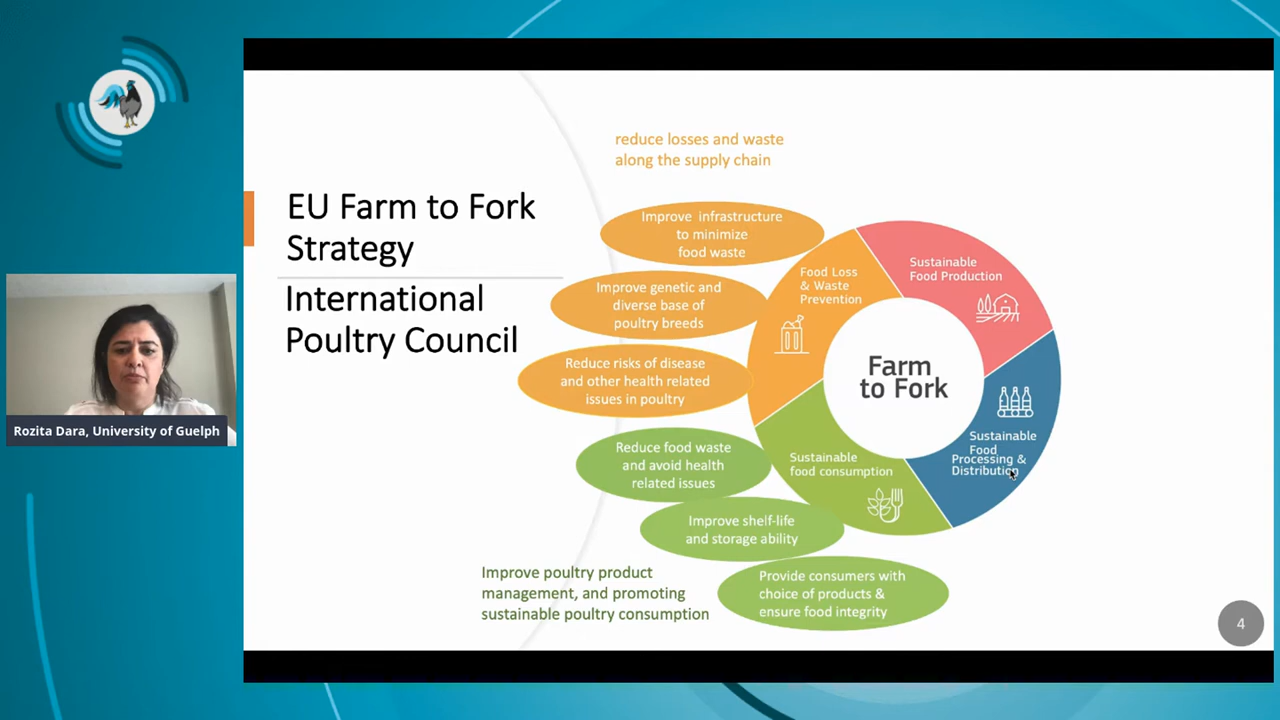 EU Farm to Fork
Strategy
International
Poultry Council
reduce losses and waste
along the supply chain
Improve infrastructure
to minimize
food waste
Improve genetic and
diverse base of
poultry breeds
Reduce risks of disease
and other health related
issues in poultry
Reduce food waste
and avoid health
related issues
Improve shelf-life
and storage ability
Provide consumers with
choice of products &
ensure food integrity
Improve poultry product
management, and promoting
sustainable poultry consumption
Food Loss
& Waste
Prevention
Sustainable
Food Production
Sustainable
Food
Processing &
Distribution
Sustainable
food consumption
Farm
to Fork
Rozita Dara, University of Guelph
4